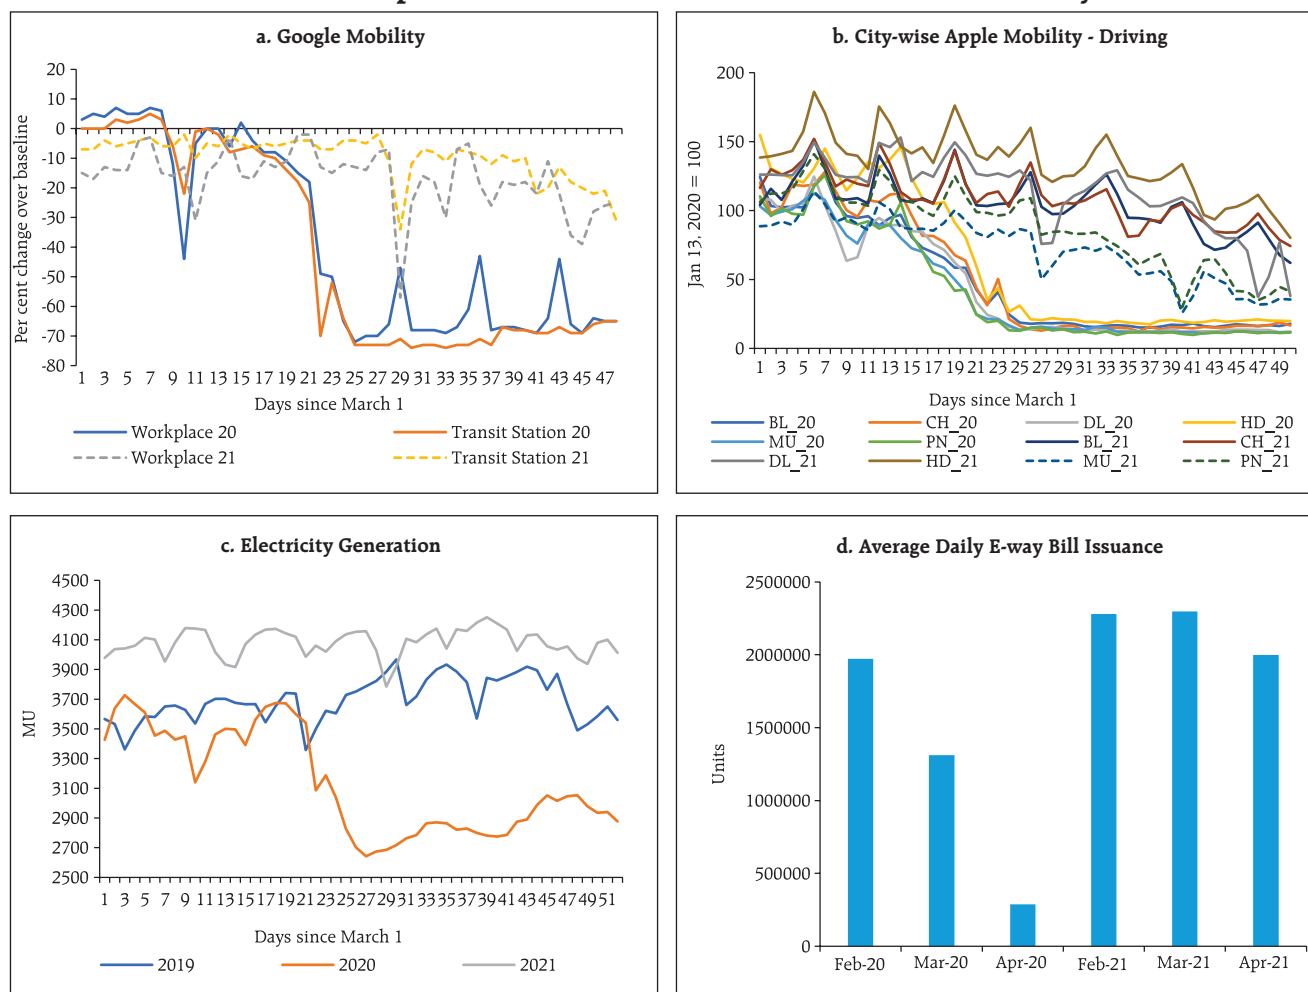 a. Google Mobility
Per cent change over baseline
20
10
0
-10
-20
-30
-40
-50
-60
-70
-80
1 3 5 7 9 11 13 15 17 19 21 23 25 27 29 31 33 35 37 39 41 43 45 47
Days since March 1
Workplace 20 Transit Station 20
Workplace 21 Transit Station 21
b. City-wise Apple Mobility - Driving
Jan 13, 2020 = 100
200
150
100
50
0
1 3 5 7 9 11 13 15 17 19 21 23 25 27 29 31 33 35 37 39 41 43 45 47 49
Days since March 1
BL_20 CH_20 DL_20 HD_20
MU_20 PN_20 BL_21 CH_21
DL_21 HD_21 MU_21 PN_21
c. Electricity Generation
MU
4500
4300
4100
3900
3700
3500
3300
3100
2900
2700
2500
1 3 5 7 9 11 13 15 17 19 21 23 25 27 29 31 33 35 37 39 41 43 45 47 49 51
Days since March 1
2019 2020 2021
d. Average Daily E-way Bill Issuance
Units
2500000
2000000
1500000
1000000
500000
0
Feb-20 Mar-20 Apr-20 Feb-21 Mar-21 Apr-21